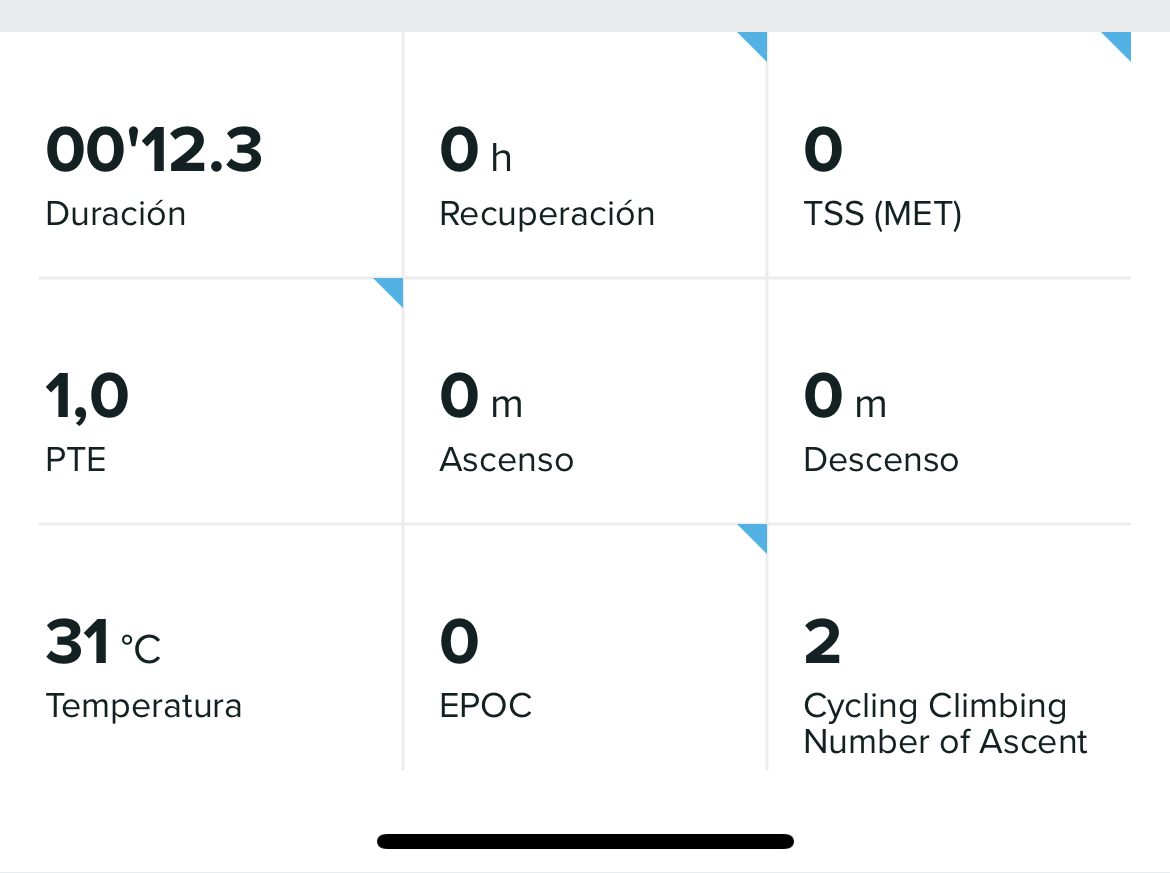 00'12.3
Duración
0 h
Recuperación
0
TSS (MET)
1,0
PTE
0 m
Ascenso
0 m
Descenso
31 °C
Temperatura
0
EPOC
2
Cycling Climbing
Number of Ascent